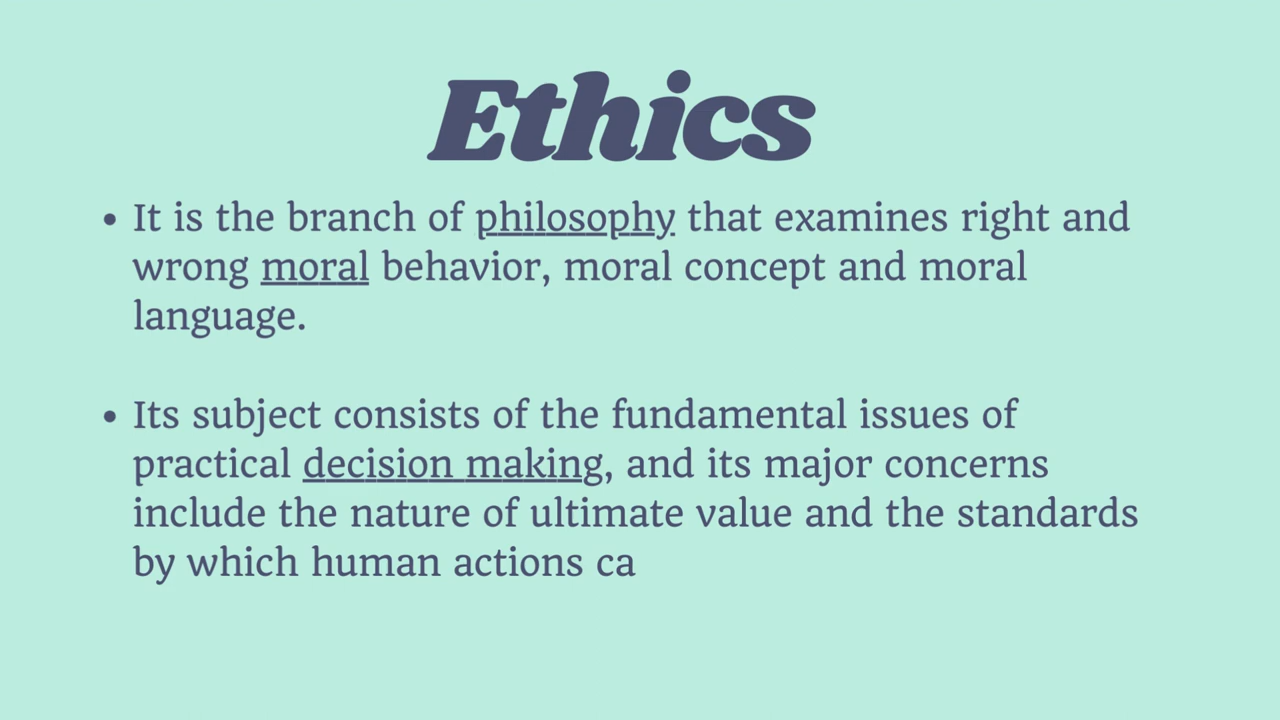 Ethics
• It is the branch of philosophy that examines right and
wrong moral behavior, moral concept and moral
language.
• Its subject consists of the fundamental issues of
practical decision making, and its major concerns
include the nature of ultimate value and the standards
by which human actions ca